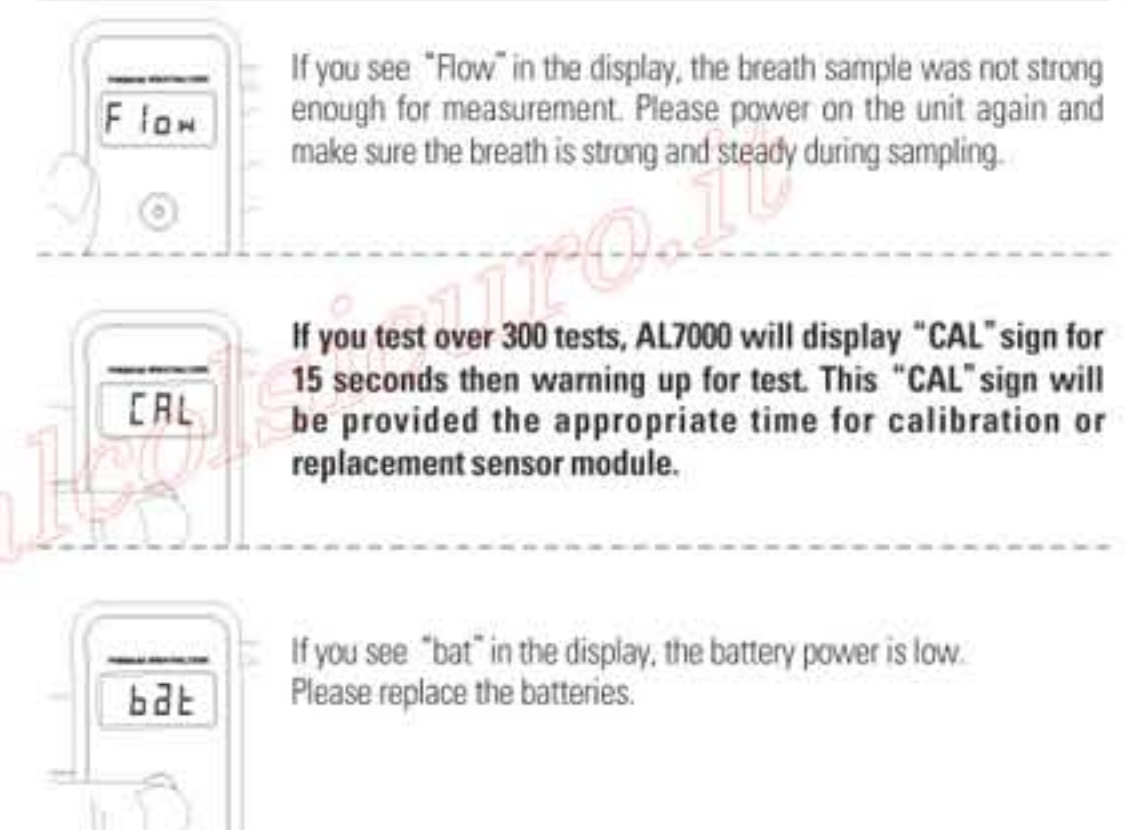 Flow
If you see "Flow" in the display, the breath sample was not strong
enough for measurement. Please power on the unit again and
make sure the breath is strong and steady during sampling.
CAL
If you test over 300 tests, AL7000 will display "CAL" sign for
15 seconds then warning up for test. This "CAL" sign will
be provided the appropriate time for calibration or
replacement sensor module.
bat
If you see "bat" in the display, the battery power is low.
Please replace the batteries.
alcolsicuro.it